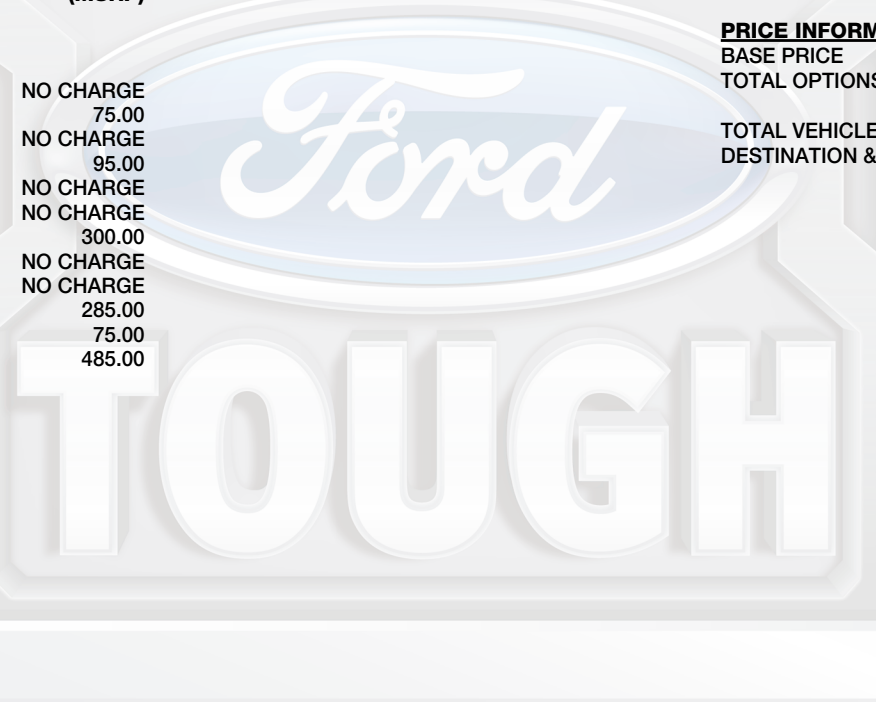 (MSRP)
NO CHARGE
75.00
NO CHARGE
95.00
NO CHARGE
NO CHARGE
300.00
NO CHARGE
NO CHARGE
285.00
75.00
485.00
PRICE INFORM
BASE PRICE
TOTAL OPTIONS
TOTAL VEHICLE
DESTINATION &
Ford
TOUGH